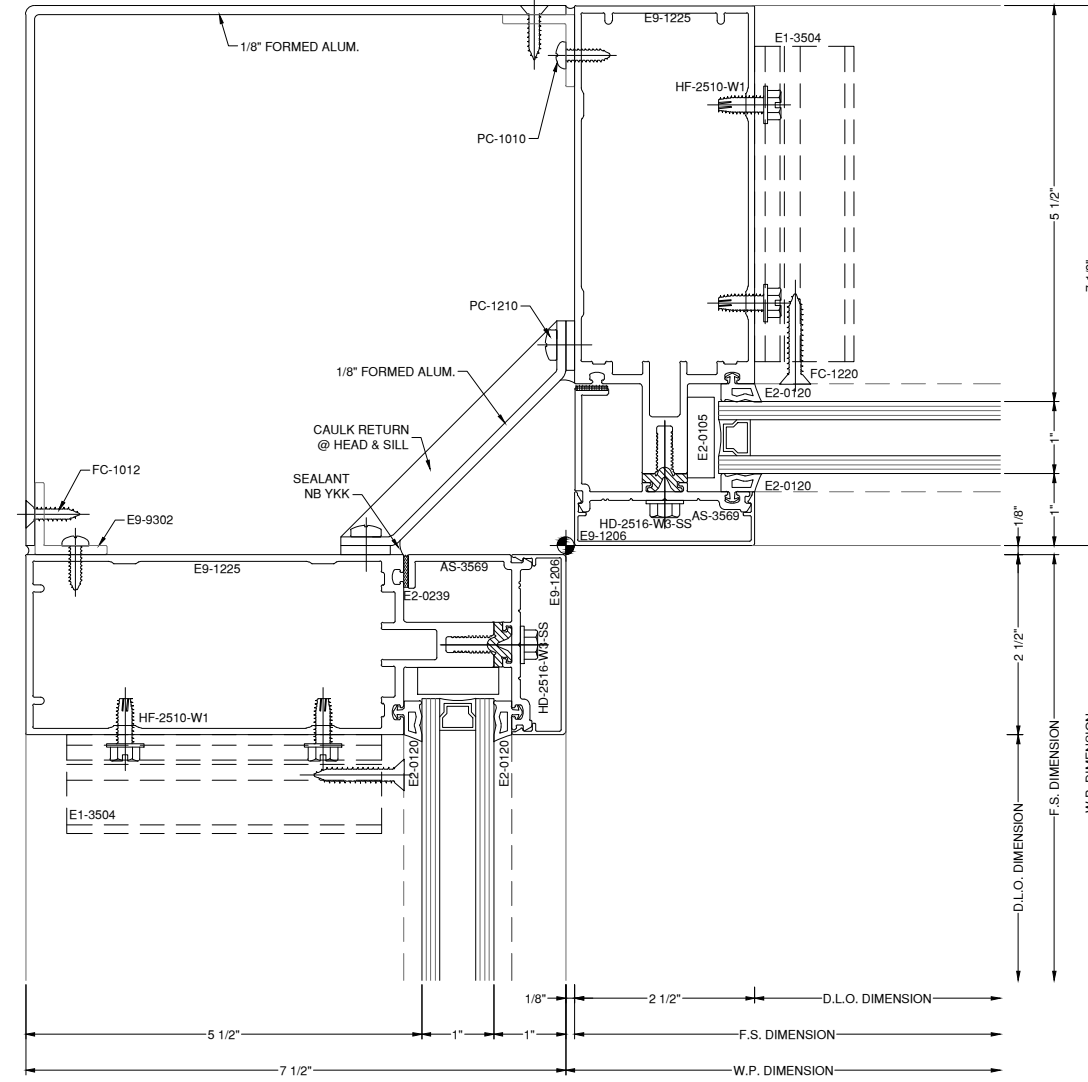 E9-1225
1/8" FORMED ALUM.
E1-3504
HF-2510-W1
PC-1010
5 1/2"
PC-1210
1/8" FORMED ALUM.
FC-1220
E2-0120
CAULK RETURN
@ HEAD & SILL
E2-0105
1"
FC-1012
SEALANT
NB YKK
E2-0120
E9-9302
AS-3569
HD-2516-W3-SS
E9-1206
1"
1/8"
E9-1225
AS-3569
E9-1206
E2-0239
HD-2516-W3-SS
2 1/2"
HF-2510-W1
E2-0120
E2-0120
E1-3504
D.L.O. DIMENSION
F.S. DIMENSION
1/8"
2 1/2"
D.L.O. DIMENSION
5 1/2"
1"
1"
F.S. DIMENSION
7 1/2"
W.P. DIMENSION